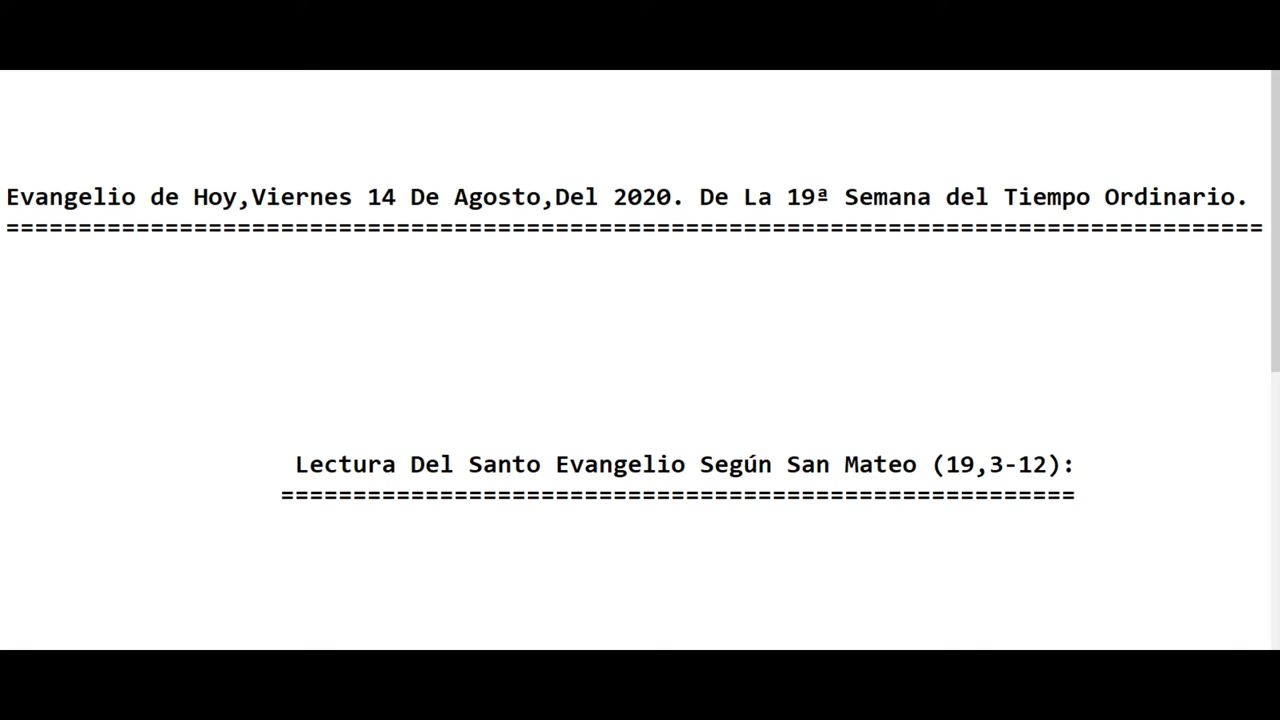 Evangelio de Hoy,Viernes 14 De Agosto,Del 2020. De La 19ª Semana del Tiempo Ordinario.
=======================================================================================
Lectura Del Santo Evangelio Según San Mateo (19,3-12):
=======================================================